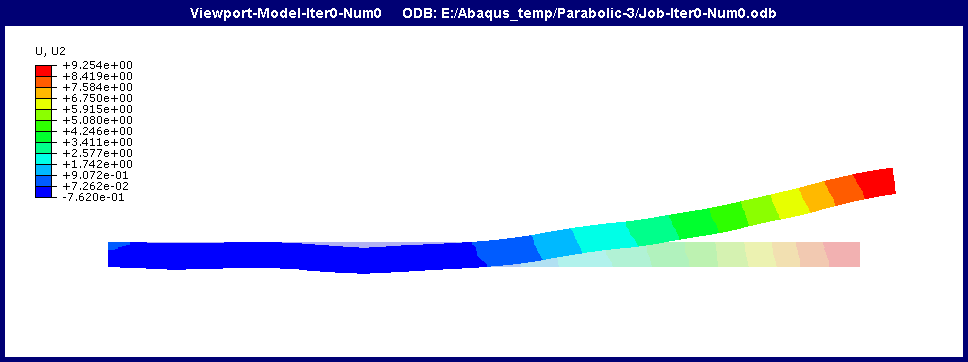 Viewport-Model-Iter0-Num0 ODB: E:/Abaqus_temp/Parabolic-3/Job-Iter0-Num0.odb
U, U2
+9.254e+00
+8.419e+00
+7.584e+00
+6.750e+00
+5.915e+00
+5.080e+00
+4.246e+00
+3.411e+00
+2.577e+00
+1.742e+00
+9.072e-01
+7.262e-02
-7.620e-01